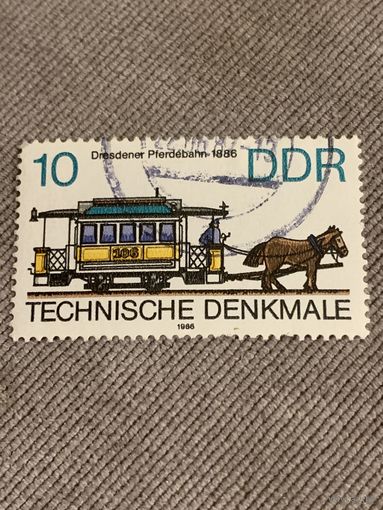 Dresdener Pferdebahn 1886
10 DDR
106
TECHNISCHE DENKMALE
1986